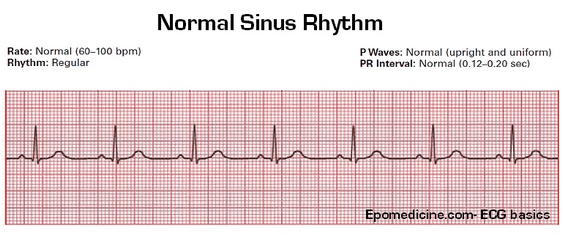 Normal Sinus Rhythm
Rate: Normal (60–100 bpm)
Rhythm: Regular
P Waves: Normal (upright and uniform)
PR Interval: Normal (0.12–0.20 sec)
Epomedicine.com- ECG basics